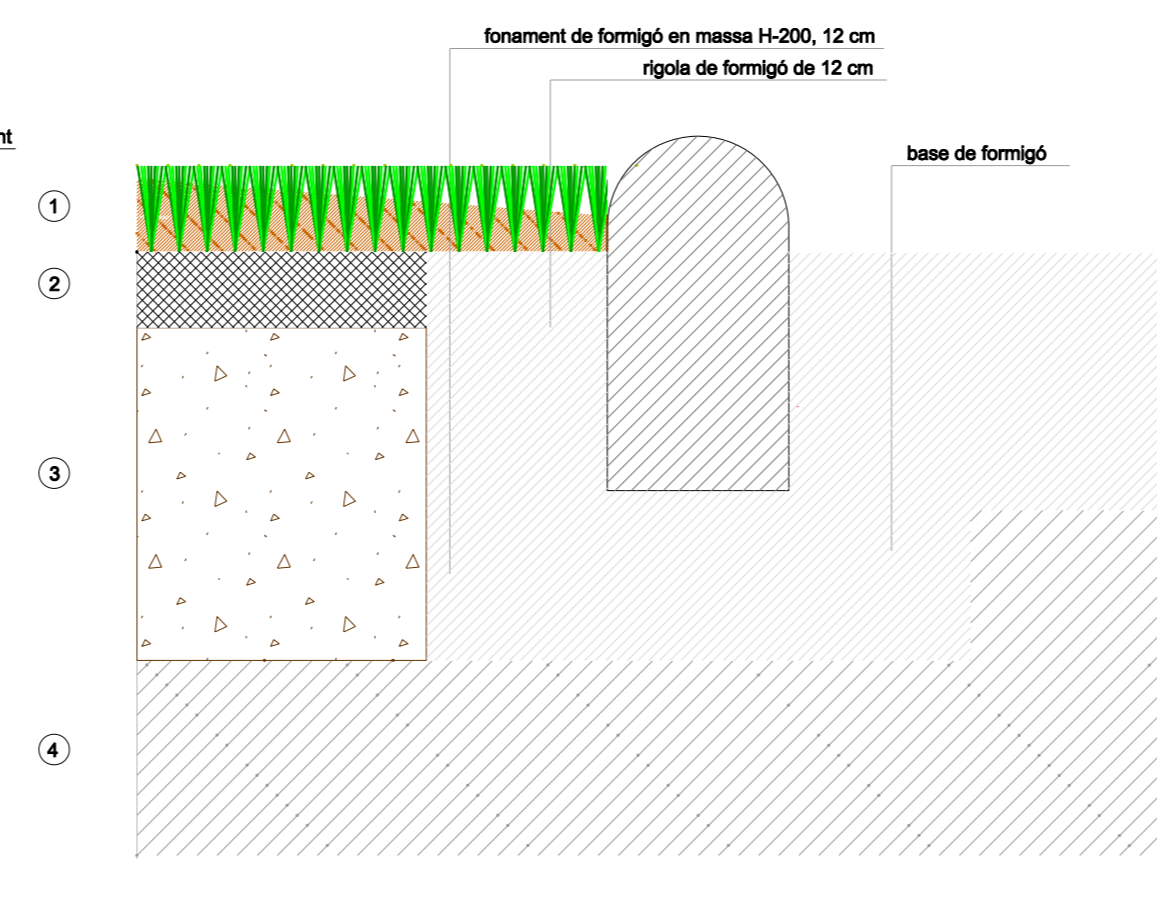 fonament de formigó en massa H-200, 12 cm
rigola de formigó de 12 cm
nt
base de formigó
1
2
3
4